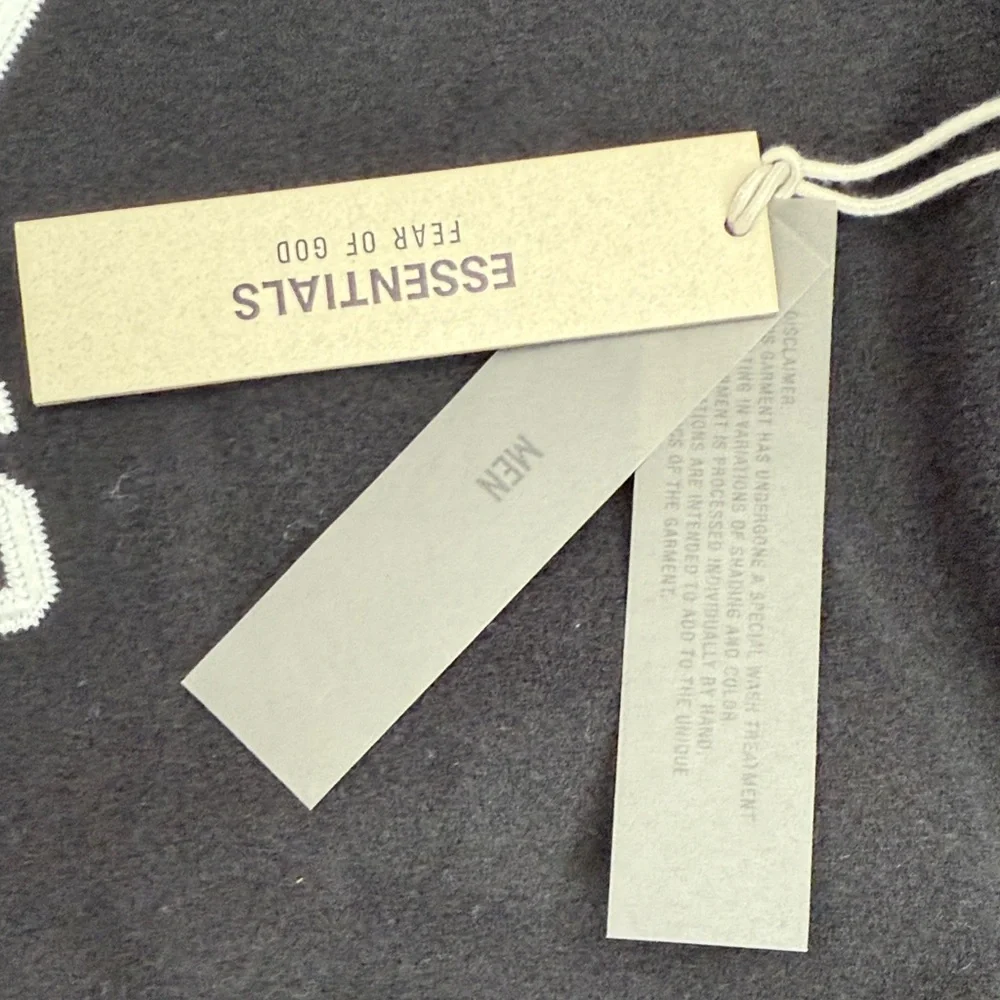 ESSENTIALS
FEAR OF GOD
MEN
DISCLAIMER:
GARMENT HAS UNDERGONE A SPECIAL WASH TREATMENT
IN VARIATIONS OF SHADING AND COLOR
IS PROCESSED INDIVIDUALLY BY HAND,
ARE INTENDED TO ADD TO THE UNIQUE
OF THE GARMENT.